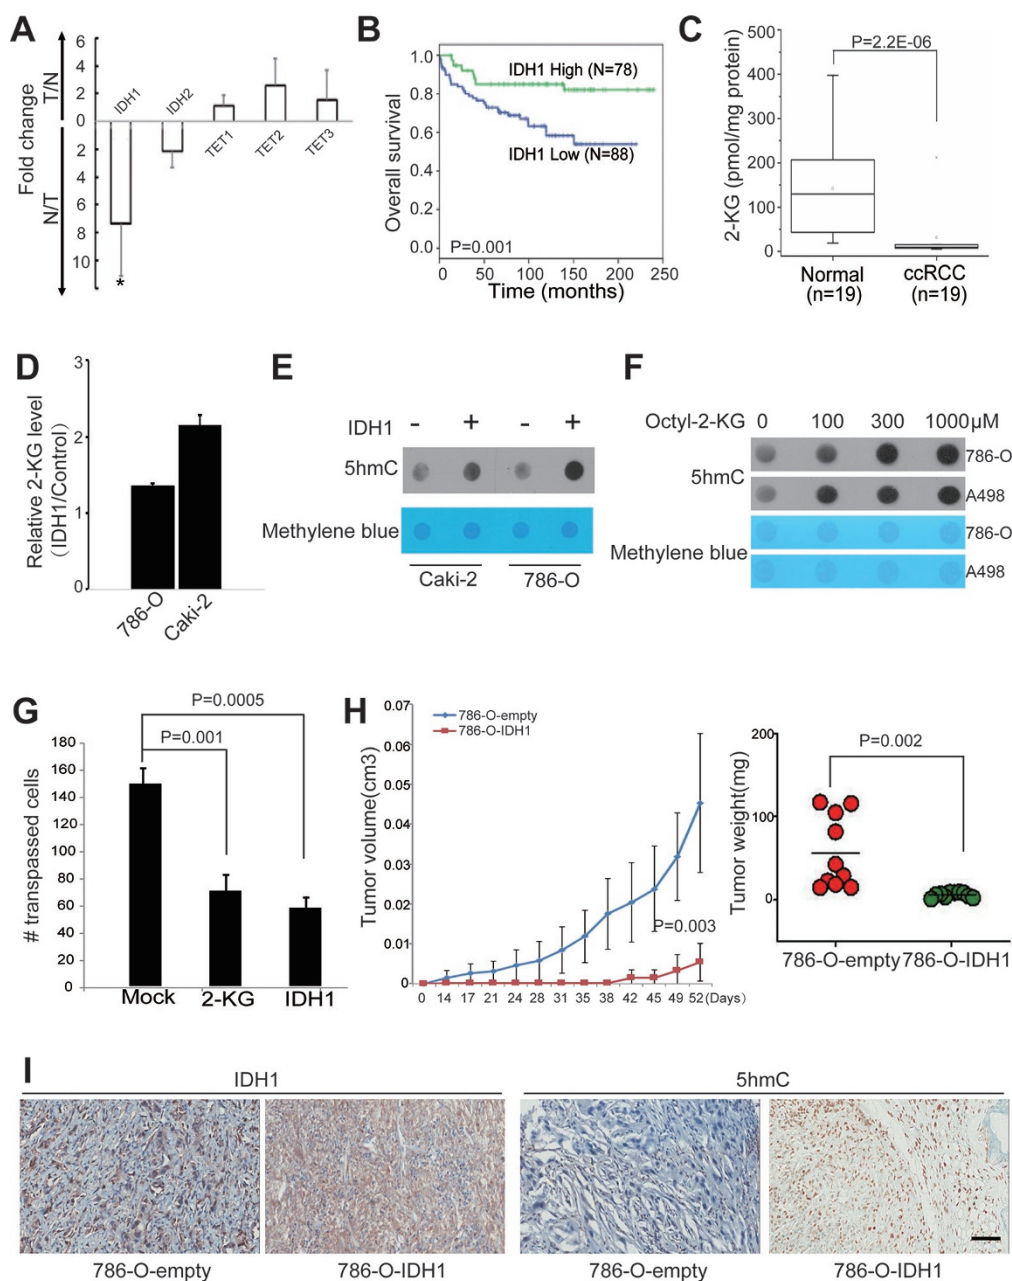 A
Fold change
T/N
N/T
6
4
2
0
2
4
6
8
10
IDH1
IDH2
TET1
TET2
TET3
*
B
Overall survival
1.0
0.8
0.6
0.4
0.2
0.0
IDH1 High (N=78)
IDH1 Low (N=88)
P=0.001
0 50 100 150 200 250
Time (months)
C
2-KG (pmol/mg protein)
500
400
300
200
100
0
P=2.2E-06
Normal ccRCC
(n=19) (n=19)
D
Relative 2-KG level
(IDH1/Control)
3
2
1
0
786-O
Caki-2
E
IDH1 - + - +
5hmC
Methylene blue
Caki-2 786-O
F
Octyl-2-KG 0 100 300 1000μM
786-O
5hmC
A498
786-O
Methylene blue
A498
G
# transpassed cells
P=0.0005
P=0.001
180
160
140
120
100
80
60
40
20
0
Mock 2-KG IDH1
H
Tumor volume(cm3)
0.07
0.06
0.05
0.04
0.03
0.02
0.01
0
786-O-empty
786-O-IDH1
P=0.003
0 14 17 21 24 28 31 35 38 42 45 49 52 (Days)
Tumor weight(mg)
200
100
0
P=0.002
786-O-empty 786-O-IDH1
I
IDH1 5hmC
786-O-empty 786-O-IDH1 786-O-empty 786-O-IDH1